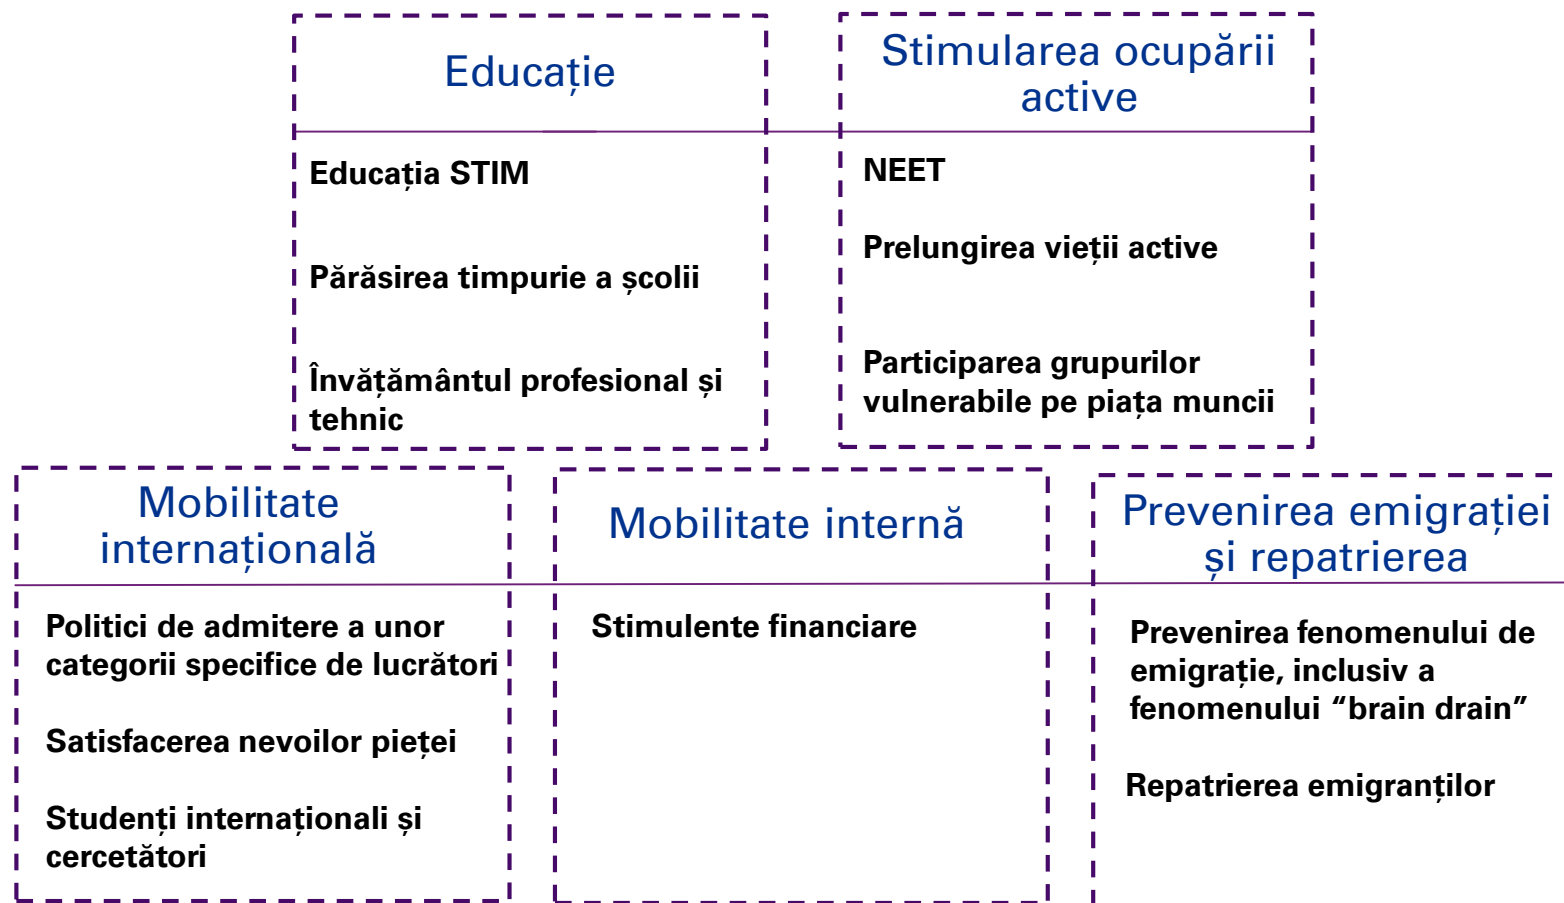 Educație
Educația STIM
Părăsirea timpurie a școlii
Învățământul profesional și
tehnic
Stimularea ocupării
active
NEET
Prelungirea vieții active
Participarea grupurilor
vulnerabile pe piața muncii
Mobilitate
internațională
Politici de admitere a unor
categorii specifice de lucrători
Satisfacerea nevoilor pieței
Studenți internaționali și
cercetători
Mobilitate internă
Stimulente financiare
Prevenirea emigrației
și repatrierea
Prevenirea fenomenului de
emigrație, inclusiv a
fenomenului “brain drain”
Repatrierea emigranților